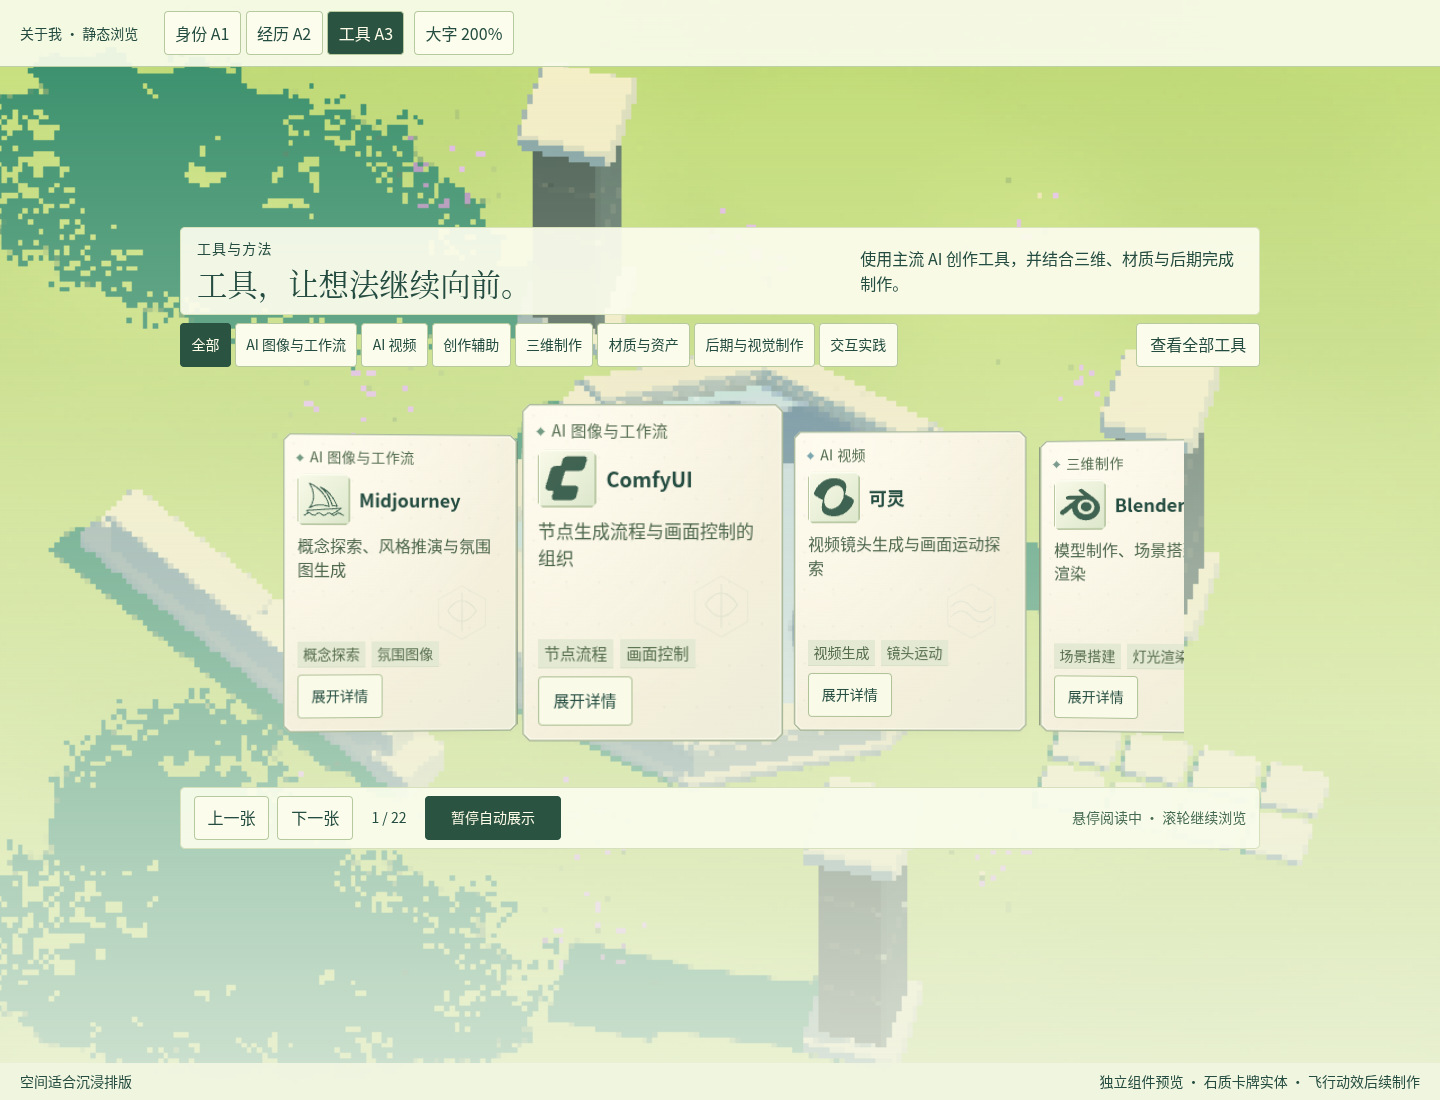 关于我 · 静态浏览
身份 A1
经历 A2
工具 A3
大字 200%
工具与方法
工具，让想法继续向前。
使用主流 AI 创作工具，并结合三维、材质与后期完成
制作。
全部
AI 图像与工作流
AI 视频
创作辅助
三维制作
材质与资产
后期与视觉制作
交互实践
查看全部工具
AI 图像与工作流
Midjourney
概念探索、风格推演与氛围
图生成
概念探索
氛围图像
展开详情
AI 图像与工作流
ComfyUI
节点生成流程与画面控制的
组织
节点流程
画面控制
展开详情
AI 视频
可灵
视频镜头生成与画面运动探
索
视频生成
镜头运动
展开详情
三维制作
Blender
模型制作、场景搭
渲染
场景搭建
灯光渲染
展开详情
上一张
下一张
1 / 22
暂停自动展示
悬停阅读中 · 滚轮继续浏览
空间适合沉浸排版
独立组件预览 · 石质卡牌实体 · 飞行动效后续制作